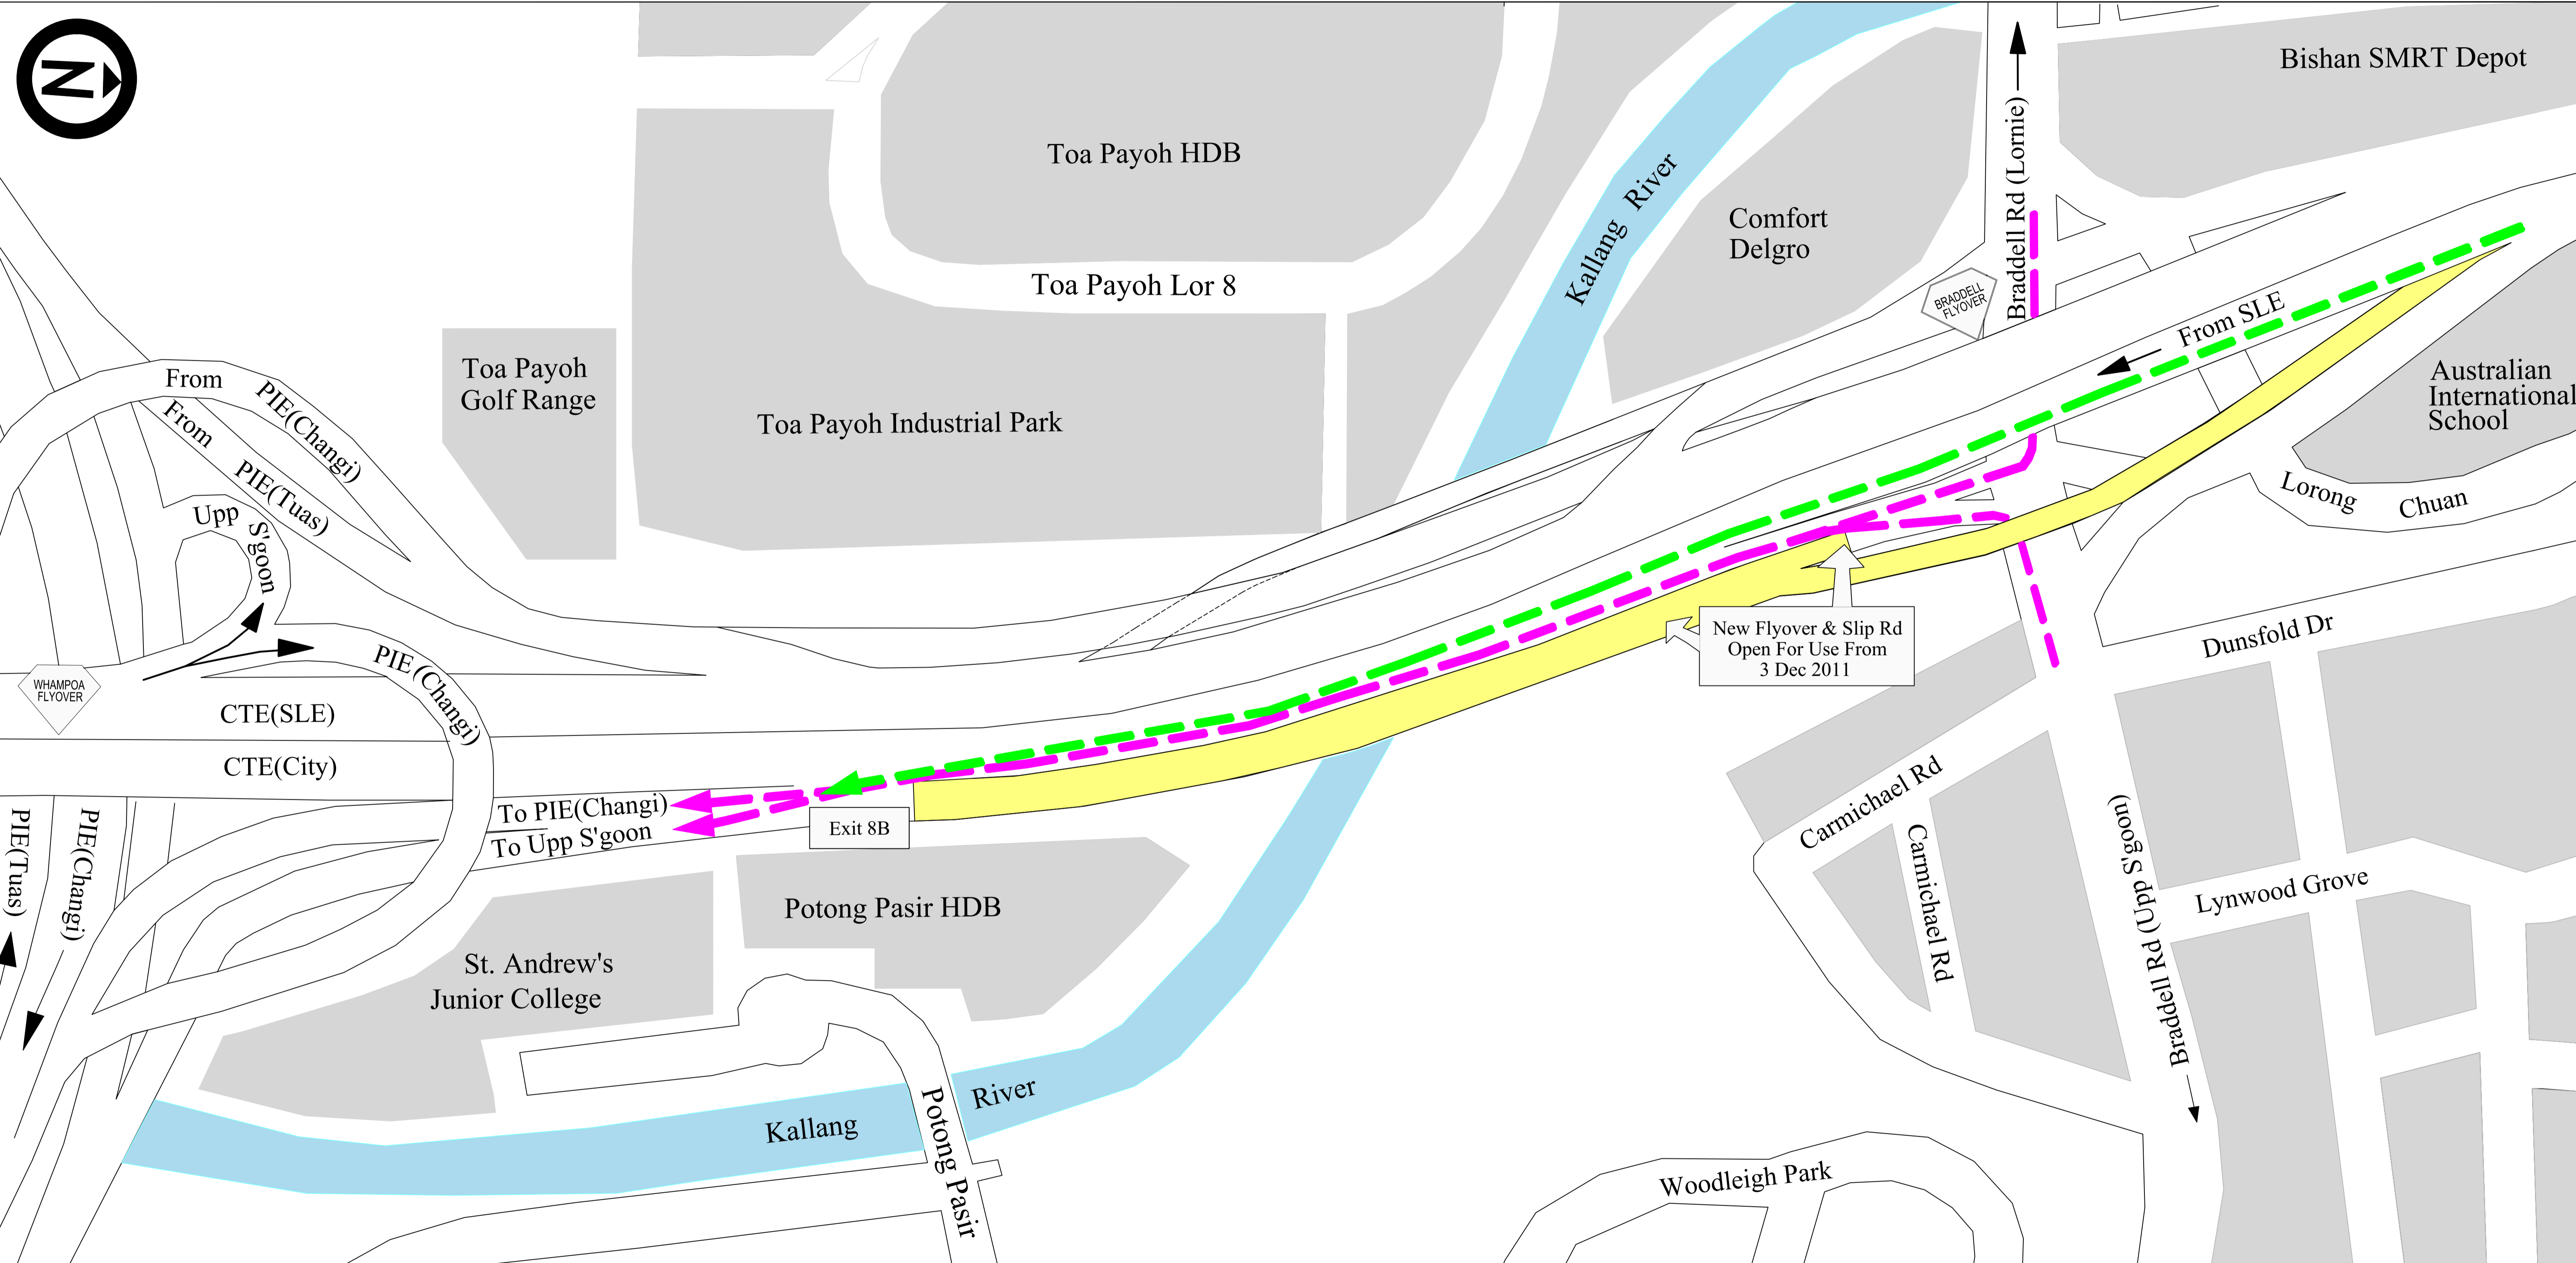 N
Bishan SMRT Depot
Toa Payoh HDB
Kallang River
Comfort
Delgro
Braddell Rd (Lornie)
BRADDELL
FLYOVER
Toa Payoh Lor 8
From SLE
Toa Payoh
Golf Range
Toa Payoh Industrial Park
Australian
International
School
From PIE(Changi)
From PIE(Tuas)
Upp S'goon
Lorong Chuan
New Flyover & Slip Rd
Open For Use From
3 Dec 2011
Dunsfold Dr
WHAMPOA
FLYOVER
PIE(Changi)
CTE(SLE)
CTE(City)
To PIE(Changi)
To Upp S'goon
Exit 8B
PIE(Tuas)
PIE(Changi)
Carmichael Rd
Carmichael Rd
Braddell Rd (Upp S'goon)
Lynwood Grove
Potong Pasir HDB
St. Andrew's
Junior College
Kallang River
Potong Pasir
Woodleigh Park